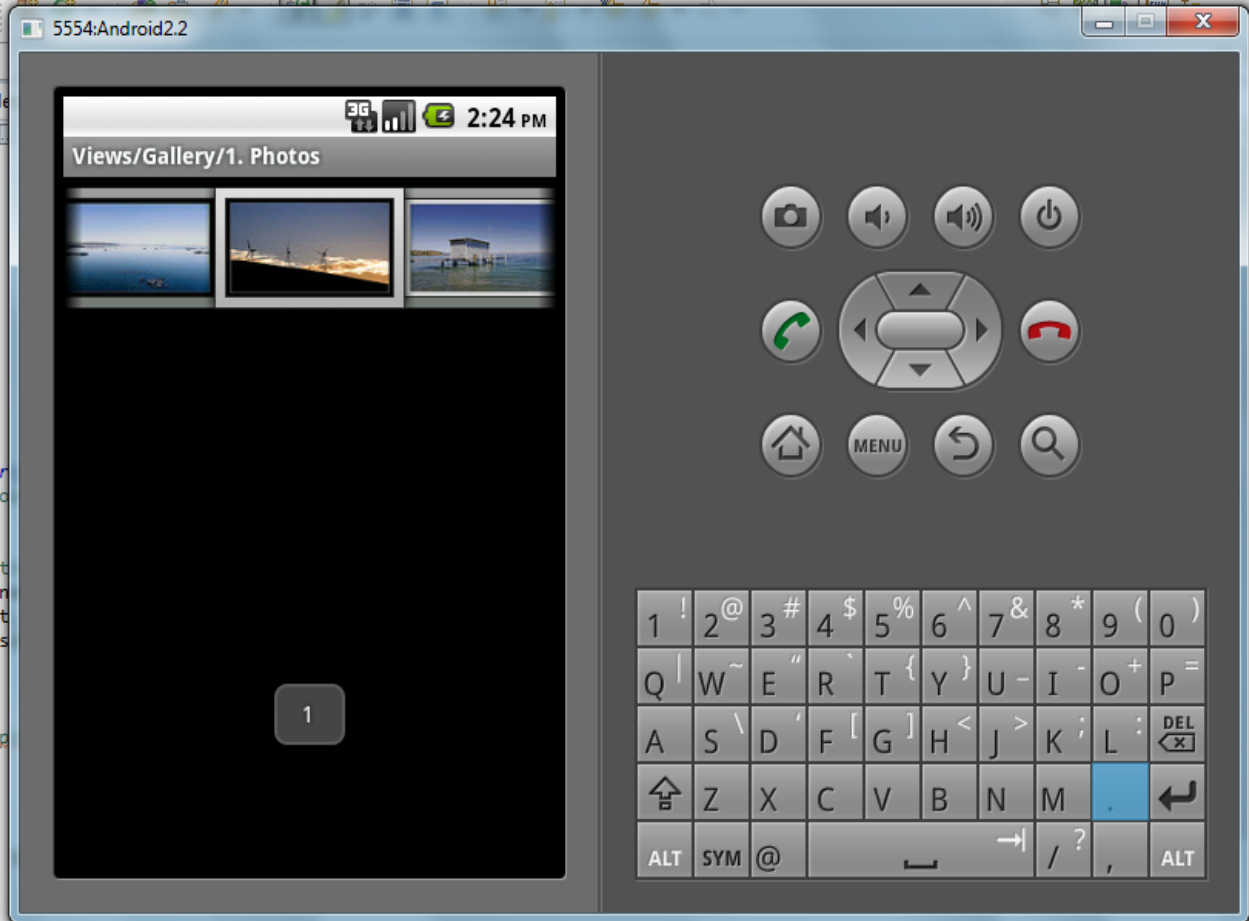 5554:Android2.2
3G 2:24 PM
Views/Gallery/1. Photos
1
MENU
1 ! 2 @ 3 # 4 $ 5 % 6 ^ 7 & 8 * 9 ( 0 )
Q | W ~ E “ R ` T { Y } U _ I - O + P =
A S \ D ‘ F [ G ] H < J > K ; L : DEL
Z X C V B N M .
ALT SYM @ / ? , ALT